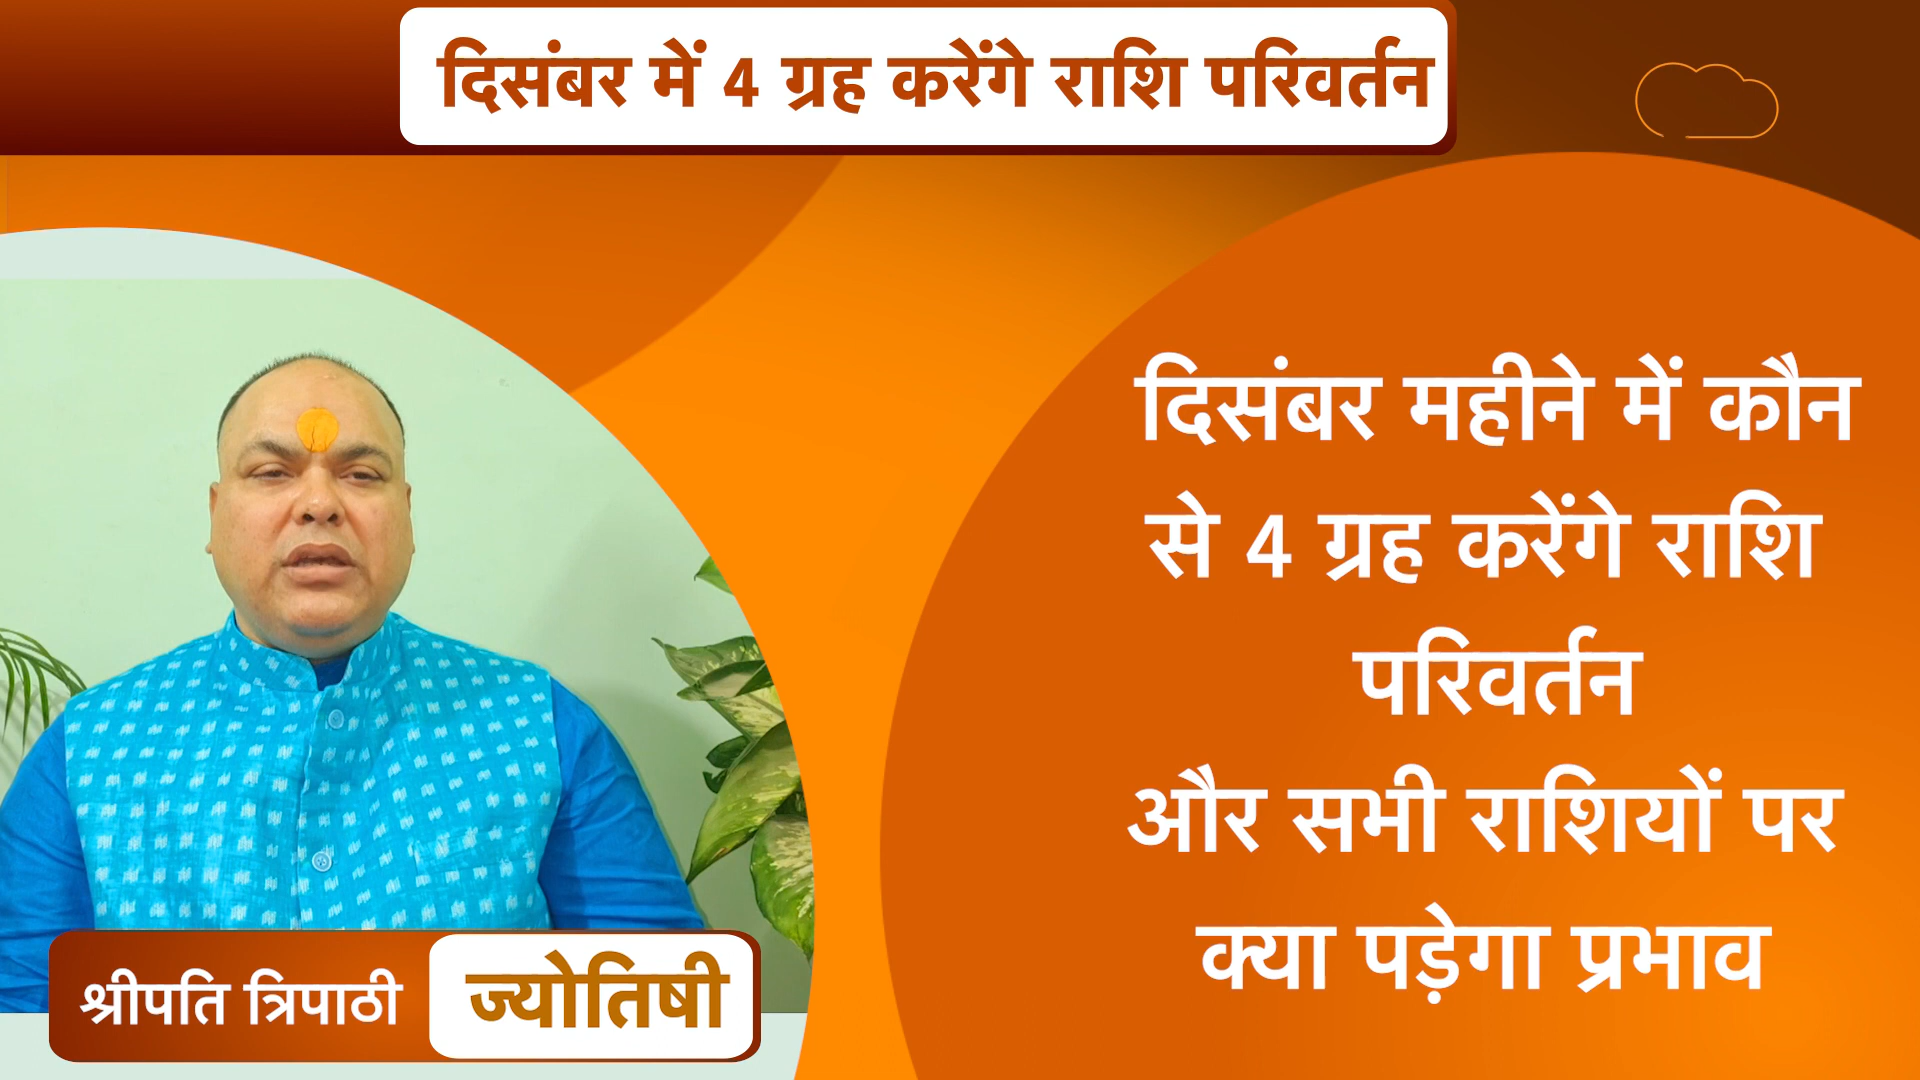 दिसंबर में 4 ग्रह करेंगे राशि परिवर्तन
दिसंबर महीने में कौन
से 4 ग्रह करेंगे राशि
परिवर्तन
और सभी राशियों पर
क्या पड़ेगा प्रभाव
श्रीपति त्रिपाठी
ज्योतिषी